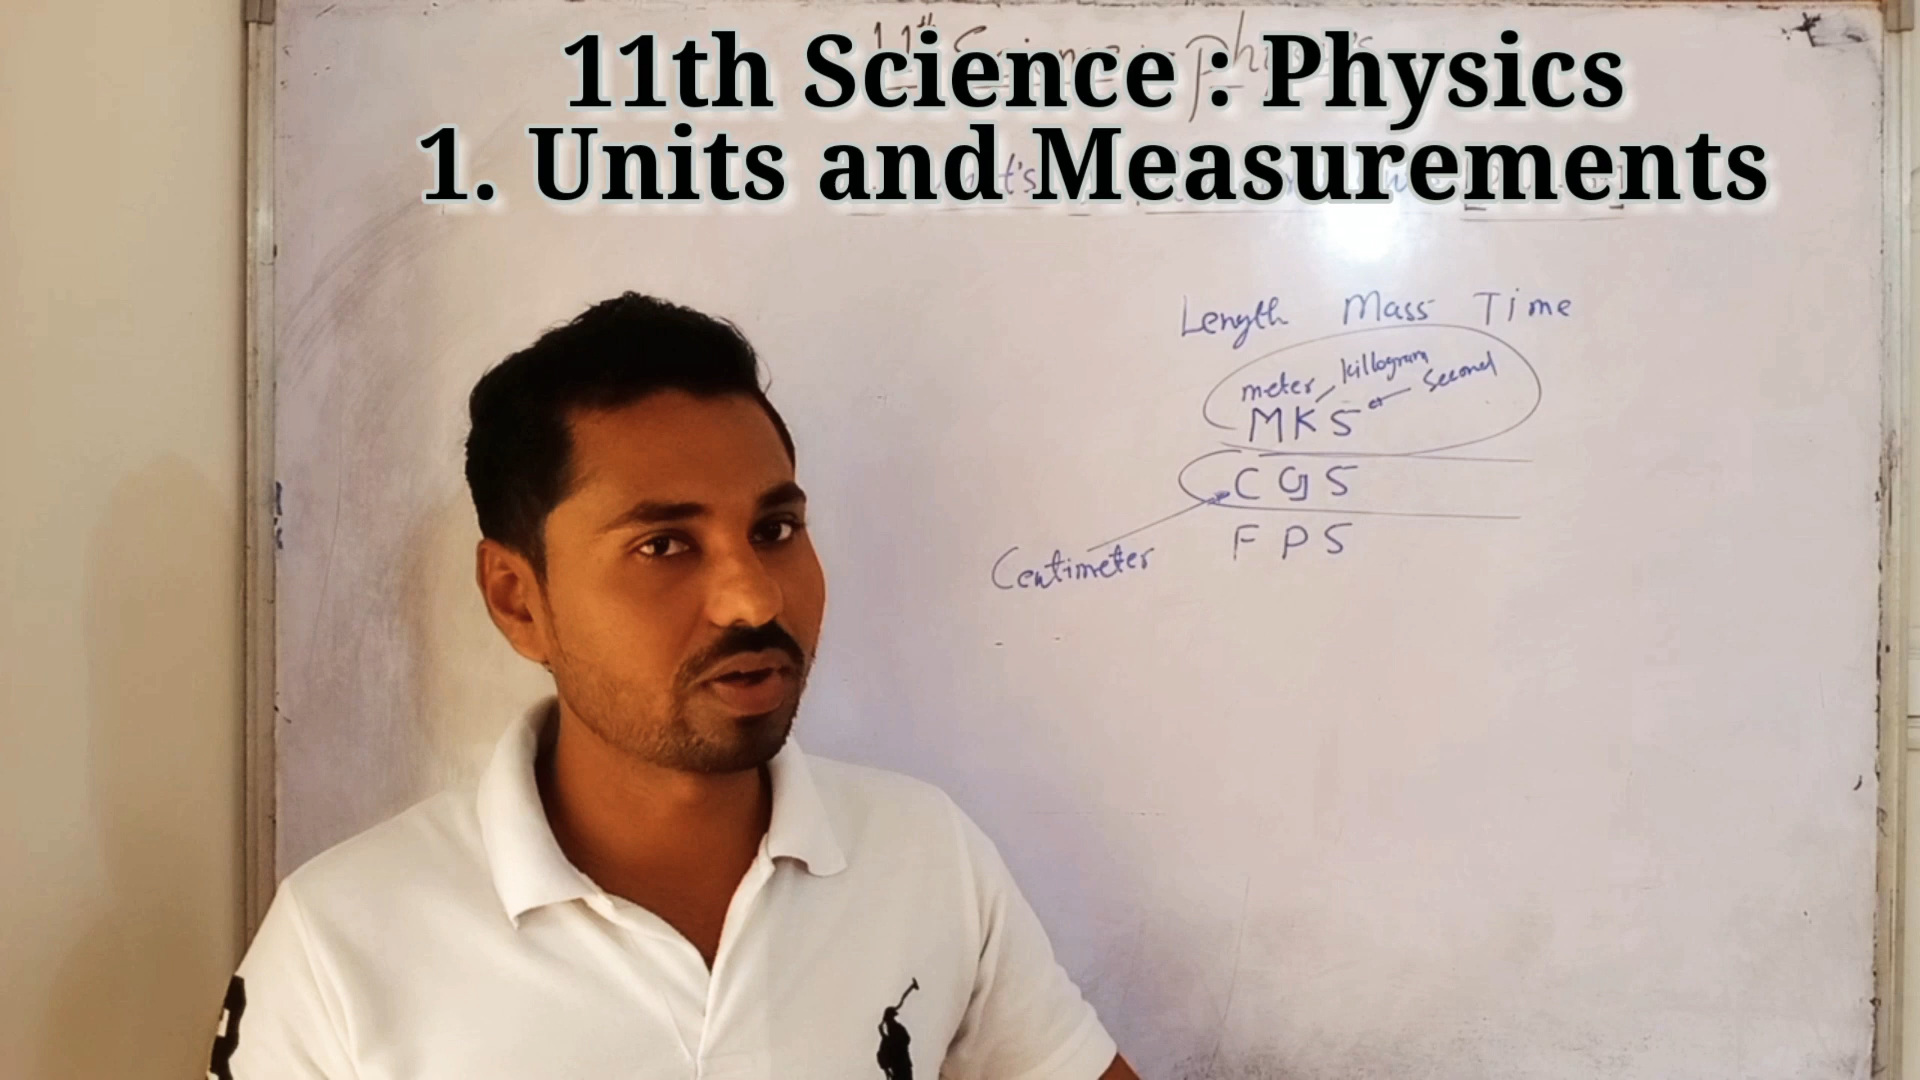 11th Science : Physics
1. Units and Measurements
Length Mass Time
meter killogram second
MKS
CGS
FPS
Centimeter